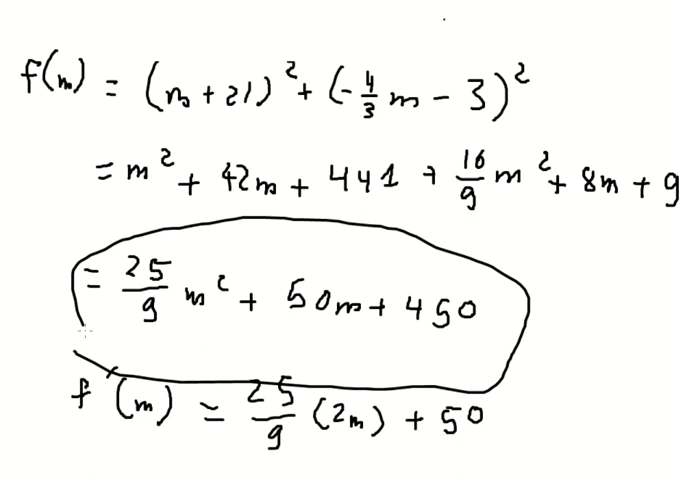 f(m) = (m + 21)² + (-4/3 m - 3)²
= m² + 42m + 441 + 16/9 m² + 8m + 9
= 25/9 m² + 50m + 450
f'(m) = 25/9 (2m) + 50